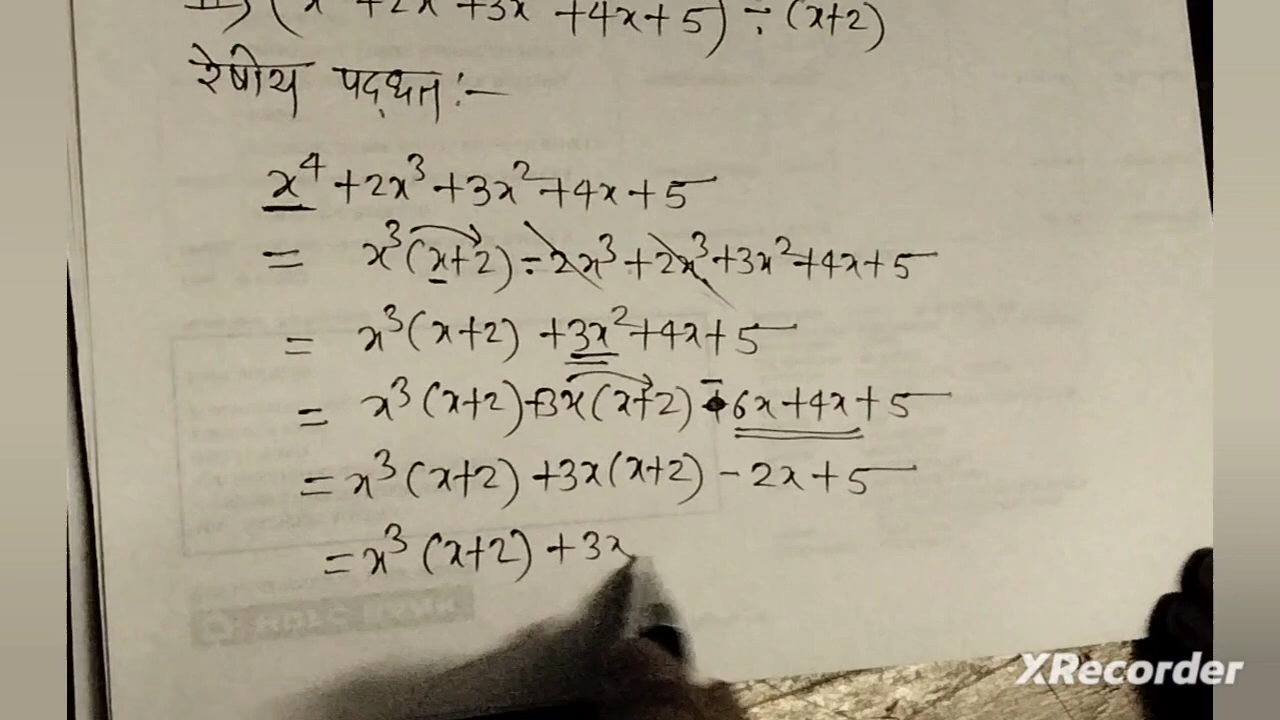 II) (x⁴+2x³+3x²+4x+5) ÷ (x+2)
रेषीय पद्धत :-
x⁴+2x³+3x²+4x+5
= x³(x+2) - 2x³+2x³+3x²+4x+5
= x³(x+2) +3x²+4x+5
= x³(x+2)+3x(x+2) - 6x+4x+5
= x³(x+2) +3x(x+2) - 2x+5
= x³(x+2) +3x
XRecorder